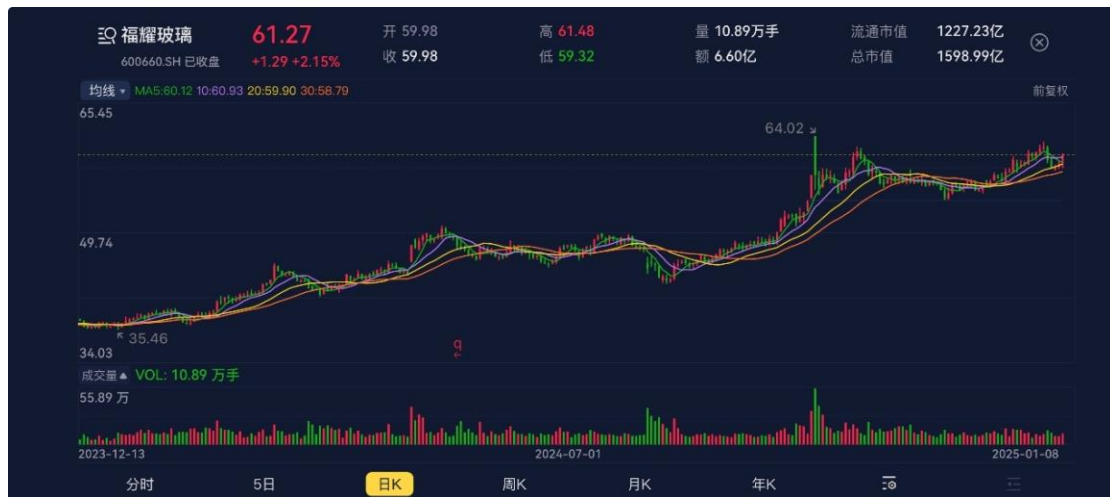 福耀玻璃 61.27 开 59.98 高 61.48 量 10.89万手 流通市值 1227.23亿
600660.SH 已收盘 +1.29 +2.15% 收 59.98 低 59.32 额 6.60亿 总市值 1598.99亿
均线 MA5:60.12 10:60.93 20:59.90 30:58.79 前复权
65.45
64.02
49.74
35.46
q
34.03
成交量 VOL: 10.89 万手
55.89 万
2023-12-13 2024-07-01 2025-01-08
分时 5日 日K 周K 月K 年K